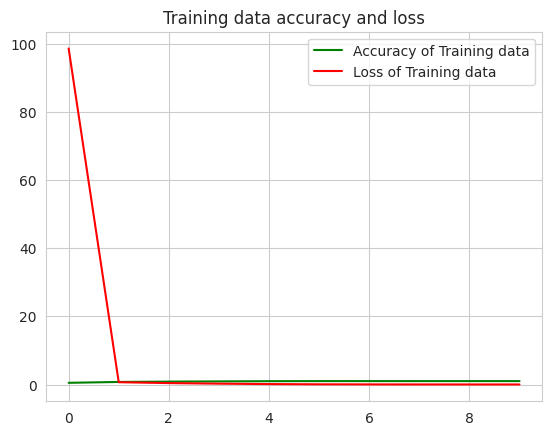 Training data accuracy and loss
Accuracy of Training data
Loss of Training data
100
80
60
40
20
0
0 2 4 6 8